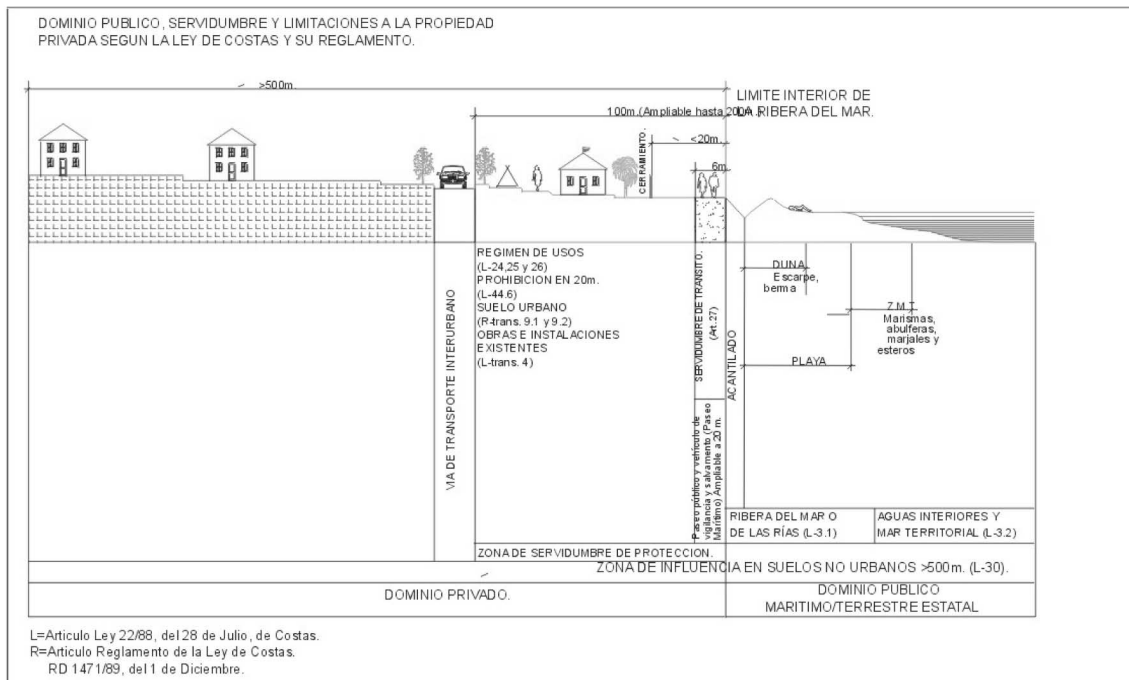 DOMINIO PUBLICO, SERVIDUMBRE Y LIMITACIONES A LA PROPIEDAD
PRIVADA SEGUN LA LEY DE COSTAS Y SU REGLAMENTO.
>500m.
LIMITE INTERIOR DE
LA RIBERA DEL MAR.
100m.(Ampliable hasta 200m.)
<20m.
CERRAMIENTO.
6m
REGIMEN DE USOS
(L-24,25 y 26)
PROHIBICION EN 20m.
(L-44.6)
SUELO URBANO
(R-trans. 9.1 y 9.2)
OBRAS E INSTALACIONES
EXISTENTES
(L-trans. 4)
VIA DE TRANSPORTE INTERURBANO
SERVIDUMBRE DE TRANSITO.
(Art.27)
Paseo público y vehículo de
vigilancia y salvamento (Paseo
Marítimo) Ampliable a 20 m.
ACANTILADO
DUNA
Escarpe,
berma
Z.M.T
Marismas,
abulferas,
marjales y
esteros
PLAYA
RIBERA DEL MAR O
DE LAS RÍAS (L-3.1)
AGUAS INTERIORES Y
MAR TERRITORIAL (L-3.2)
ZONA DE SERVIDUMBRE DE PROTECCION.
ZONA DE INFLUENCIA EN SUELOS NO URBANOS >500m. (L-30).
DOMINIO PRIVADO.
DOMINIO PUBLICO
MARITIMO/TERRESTRE ESTATAL
L=Articulo Ley 22/88, del 28 de Julio, de Costas.
R=Articulo Reglamento de la Ley de Costas.
RD 1471/89, del 1 de Diciembre.